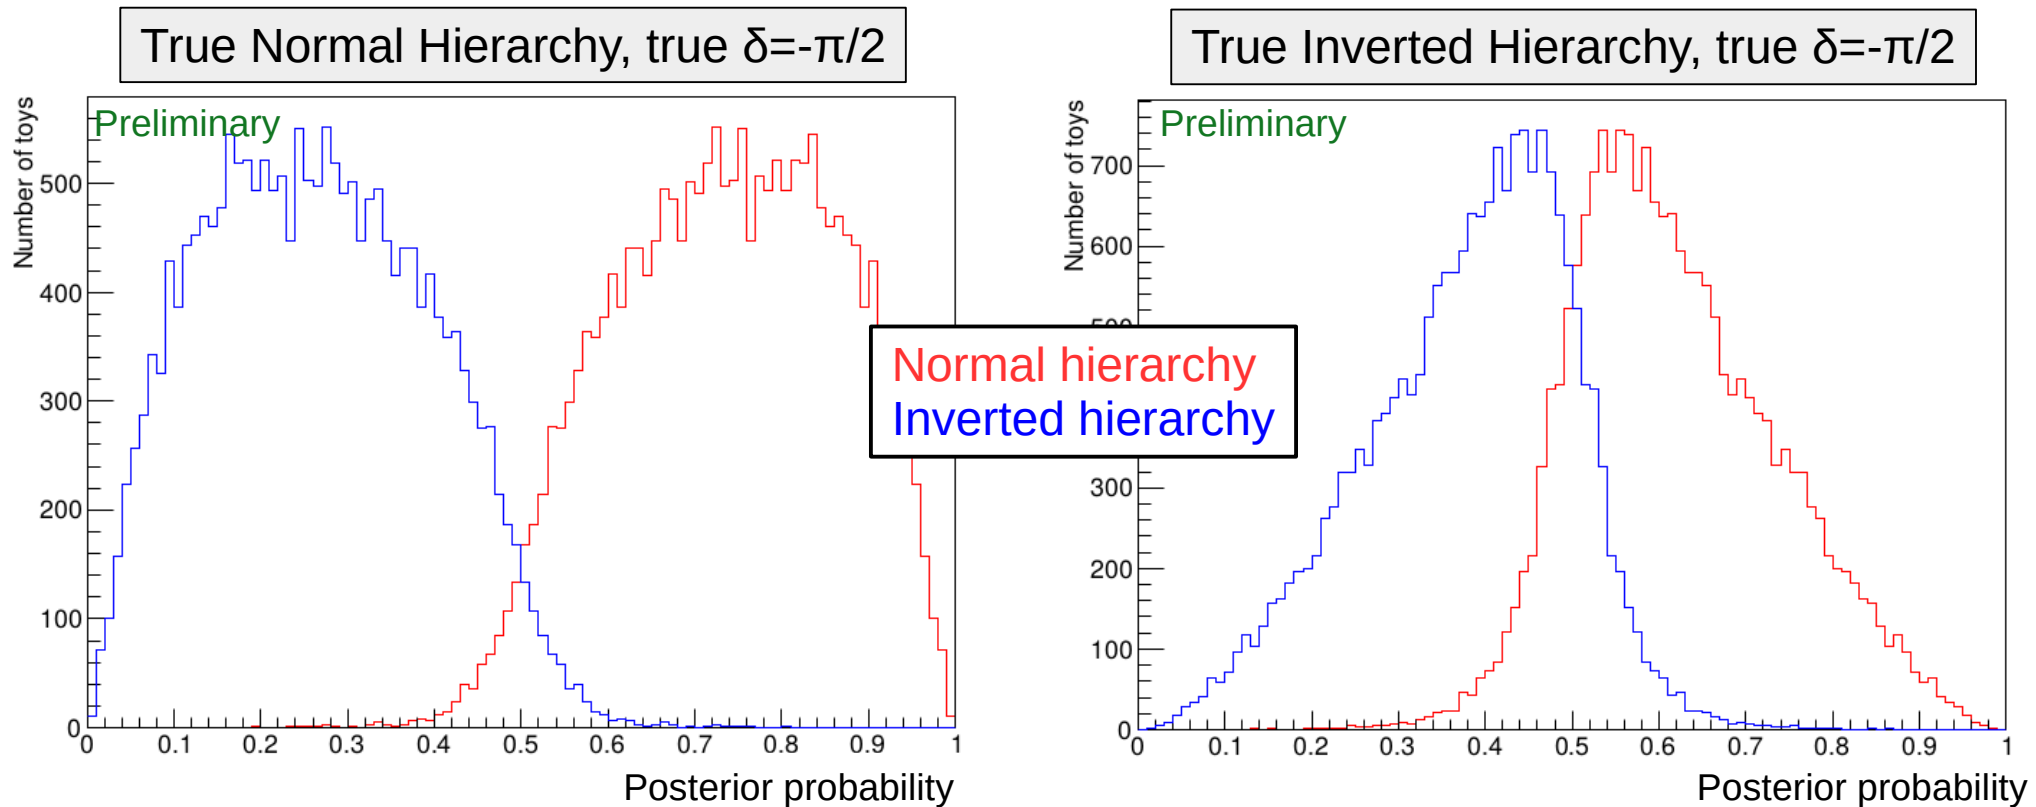 True Normal Hierarchy, true δ=-π/2
Preliminary
Number of toys
500
400
300
200
100
0
0 0.1 0.2 0.3 0.4 0.5 0.6 0.7 0.8 0.9 1
Posterior probability
Normal hierarchy
Inverted hierarchy
True Inverted Hierarchy, true δ=-π/2
Preliminary
Number of toys
700
600
500
300
200
100
0
0 0.1 0.2 0.3 0.4 0.5 0.6 0.7 0.8 0.9 1
Posterior probability